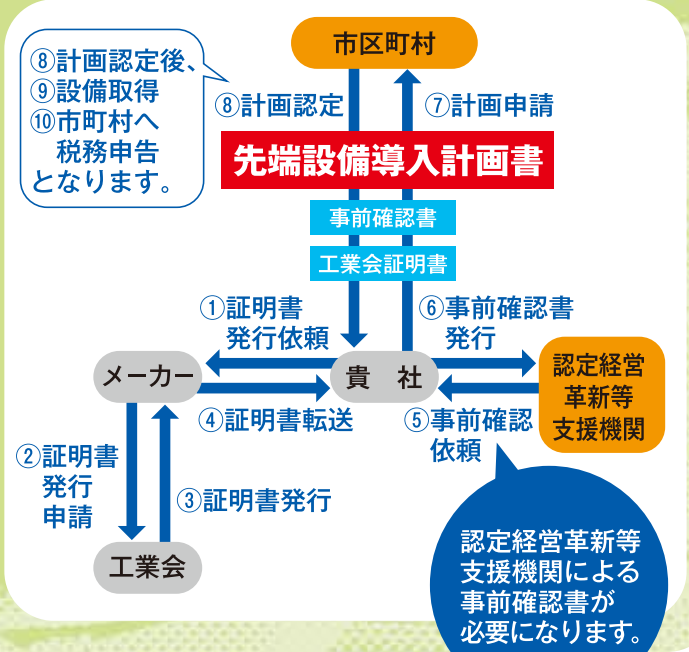 市区町村
⑧計画認定後、
⑨設備取得
⑩市町村へ
税務申告
となります。
⑧計画認定
⑦計画申請
先端設備導入計画書
事前確認書
工業会証明書
①証明書
発行依頼
⑥事前確認書
発行
メーカー
貴 社
認定経営
革新等
支援機関
④証明書転送
⑤事前確認
依頼
②証明書
発行
申請
③証明書発行
工業会
認定経営革新等
支援機関による
事前確認書が
必要になります。